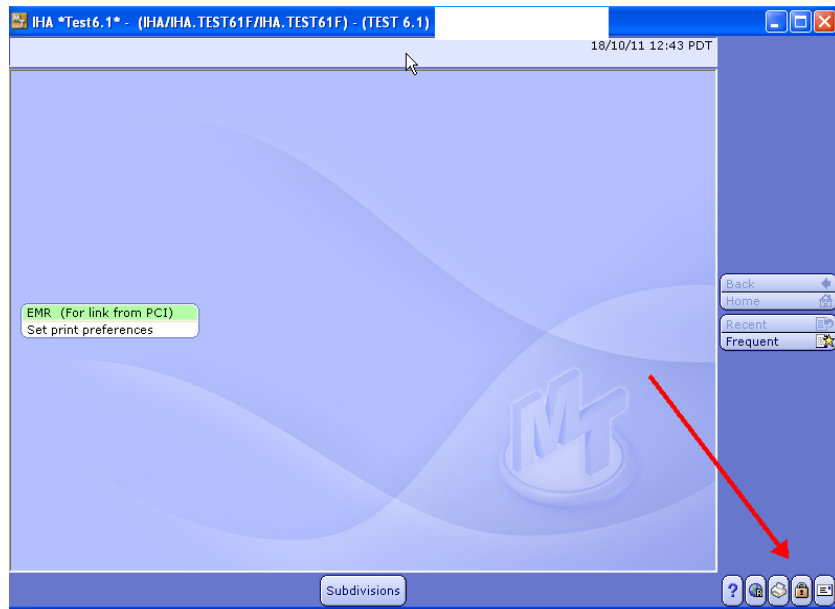 IHA *Test6.1* - (IHA/IHA.TEST61F/IHA.TEST61F) - (TEST 6.1)
18/10/11 12:43 PDT
EMR (For link from PCI)
Set print preferences
Back
Home
Recent
Frequent
MT
Subdivisions
?